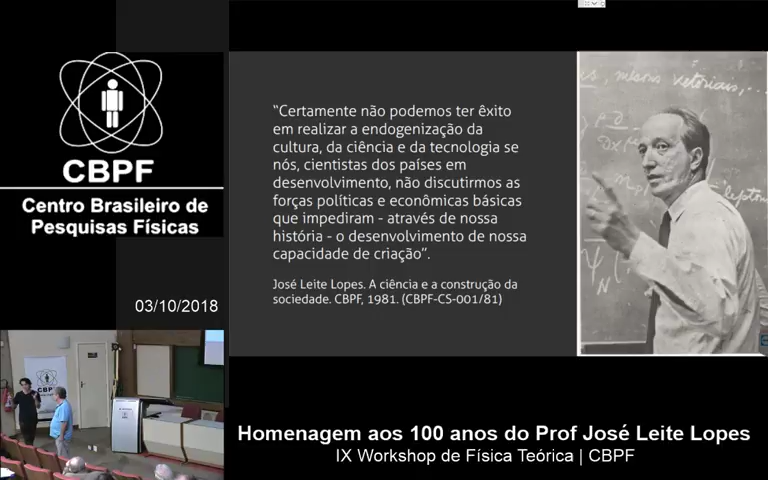 CBPF
Centro Brasileiro de
Pesquisas Físicas
03/10/2018
“Certamente não podemos ter êxito
em realizar a endogenização da
cultura, da ciência e da tecnologia se
nós, cientistas dos países em
desenvolvimento, não discutirmos as
forças políticas e econômicas básicas
que impediram - através de nossa
história - o desenvolvimento de nossa
capacidade de criação”.
José Leite Lopes. A ciência e a construção da
sociedade. CBPF, 1981. (CBPF-CS-001/81)
mésons vetoriais,...
CBPF
Homenagem aos 100 anos do Prof José Leite Lopes
IX Workshop de Física Teórica | CBPF